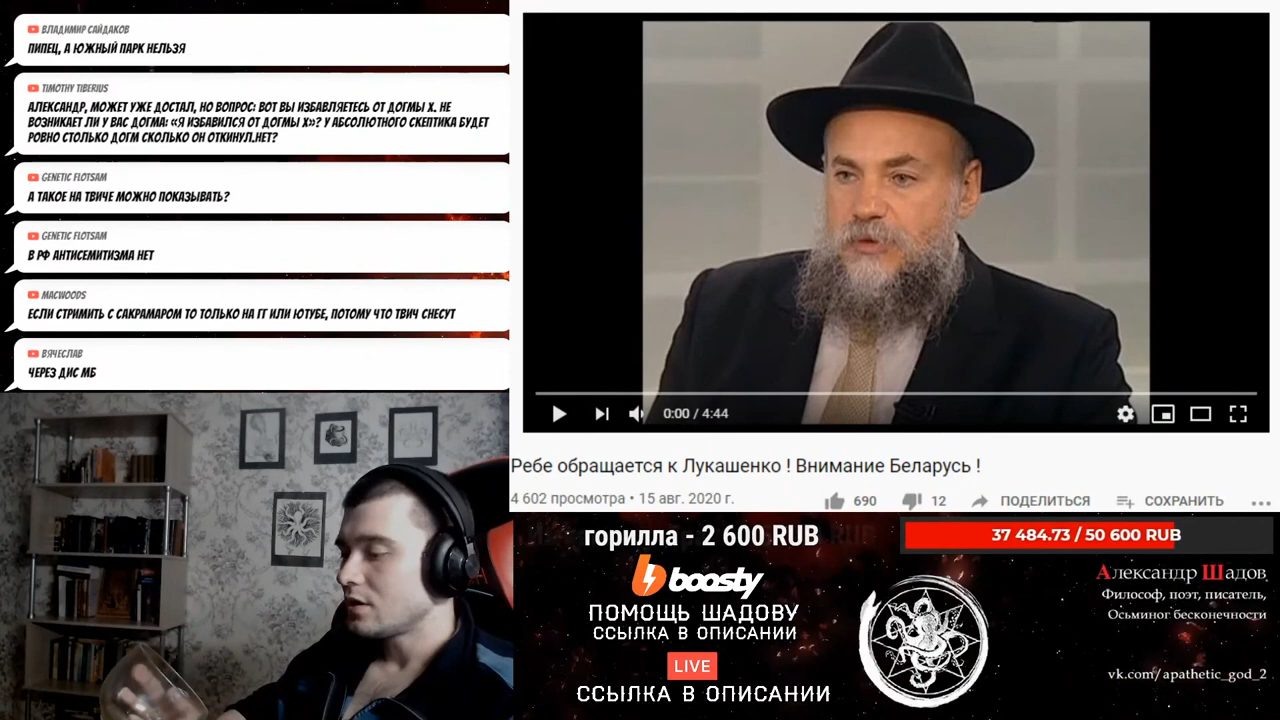 ВЛАДИМИР САЙДАКОВ
ПИПЕЦ, А ЮЖНЫЙ ПАРК НЕЛЬЗЯ
TIMOTHY TIBERIUS
АЛЕКСАНДР, МОЖЕТ УЖЕ ДОСТАЛ, НО ВОПРОС: ВОТ ВЫ ИЗБАВЛЯЕТЕСЬ ОТ ДОГМЫ Х. НЕ
ВОЗНИКАЕТ ЛИ У ВАС ДОГМА: «Я ИЗБАВИЛСЯ ОТ ДОГМЫ Х»? У АБСОЛЮТНОГО СКЕПТИКА БУДЕТ
РОВНО СТОЛЬКО ДОГМ СКОЛЬКО ОН ОТКИНУЛ.НЕТ?
GENETIC FLOTSAM
А ТАКОЕ НА ТВИЧЕ МОЖНО ПОКАЗЫВАТЬ?
GENETIC FLOTSAM
В РФ АНТИСЕМИТИЗМА НЕТ
MACWOODS
ЕСЛИ СТРИМИТЬ С САКРАМАРОМ ТО ТОЛЬКО НА ГГ ИЛИ ЮТУБЕ, ПОТОМУ ЧТО ТВИЧ СНЕСУТ
ВЯЧЕСЛАВ
ЧЕРЕЗ ДИС МБ
0:00 / 4:44
Ребе обращается к Лукашенко ! Внимание Беларусь !
4 602 просмотра • 15 авг. 2020 г.
690
12
ПОДЕЛИТЬСЯ
СОХРАНИТЬ
горилла - 2 600 RUB
37 484.73 / 50 600 RUB
boosty
ПОМОЩЬ ШАДОВУ
ССЫЛКА В ОПИСАНИИ
LIVE
ССЫЛКА В ОПИСАНИИ
Александр Шадов
Философ, поэт, писатель,
Осьминог бесконечности
vk.com/apathetic_god_2